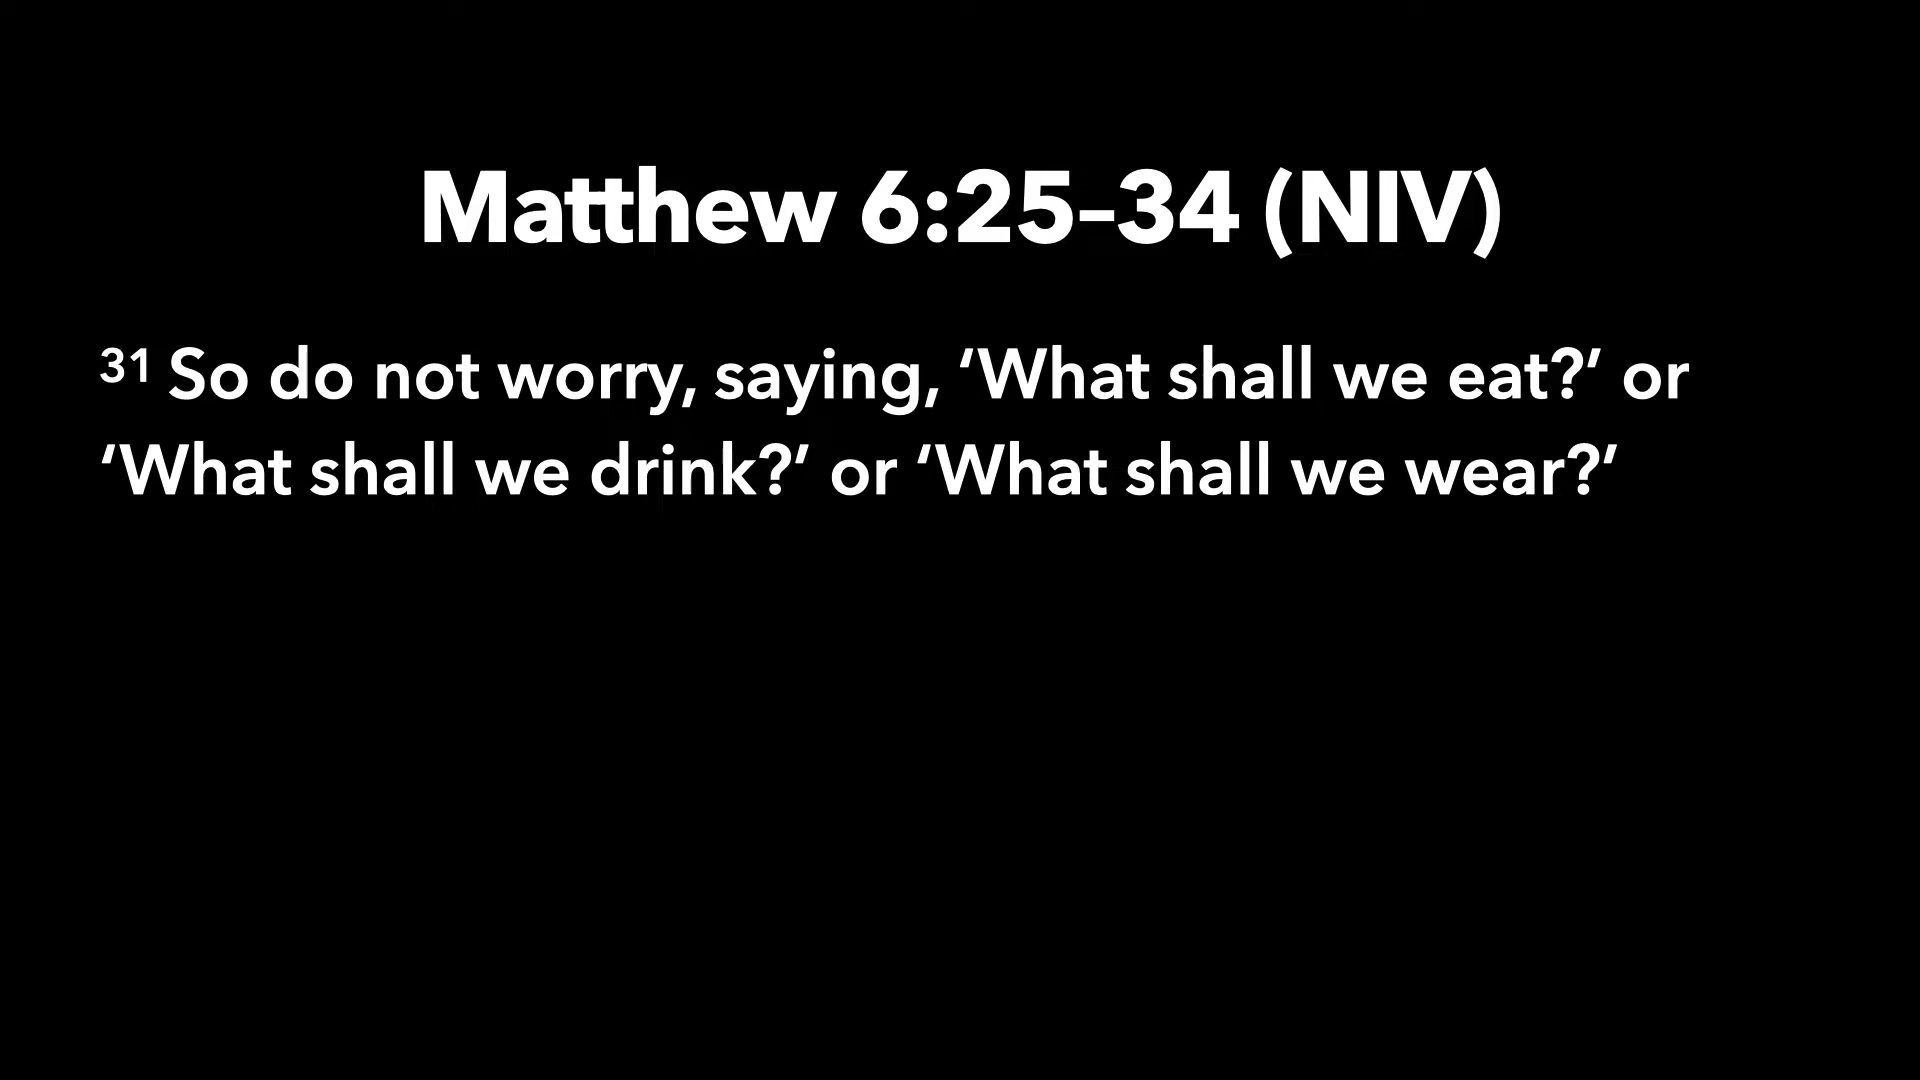 Matthew 6:25–34 (NIV)
³¹ So do not worry, saying, ‘What shall we eat?’ or
‘What shall we drink?’ or ‘What shall we wear?’